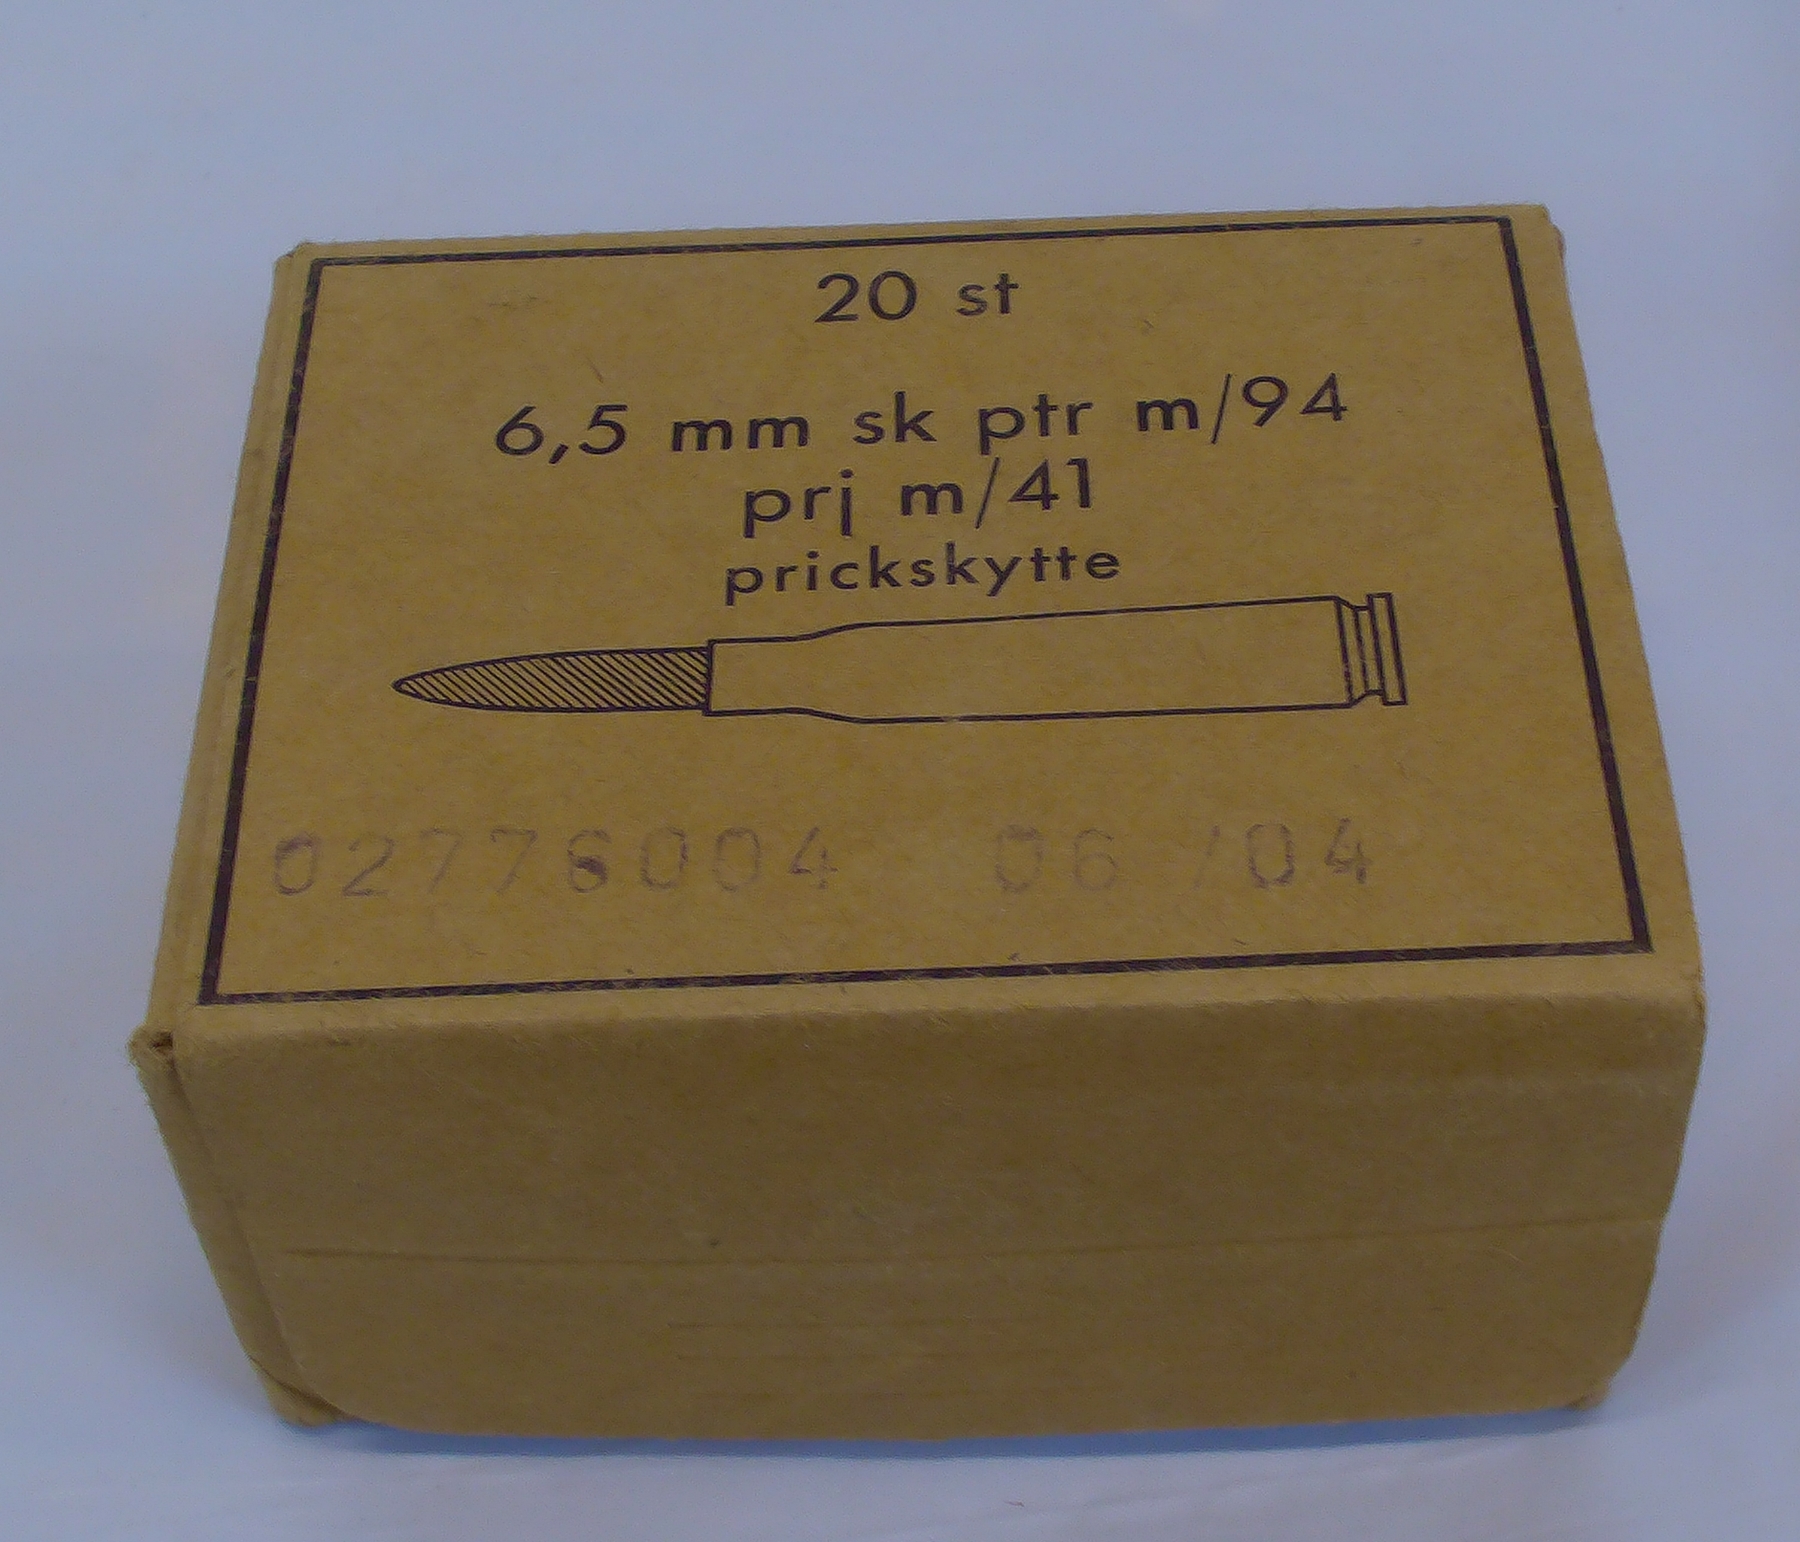 20 st
6,5 mm sk ptr m/94
prj m/41
prickskytte
02776004 06 /04